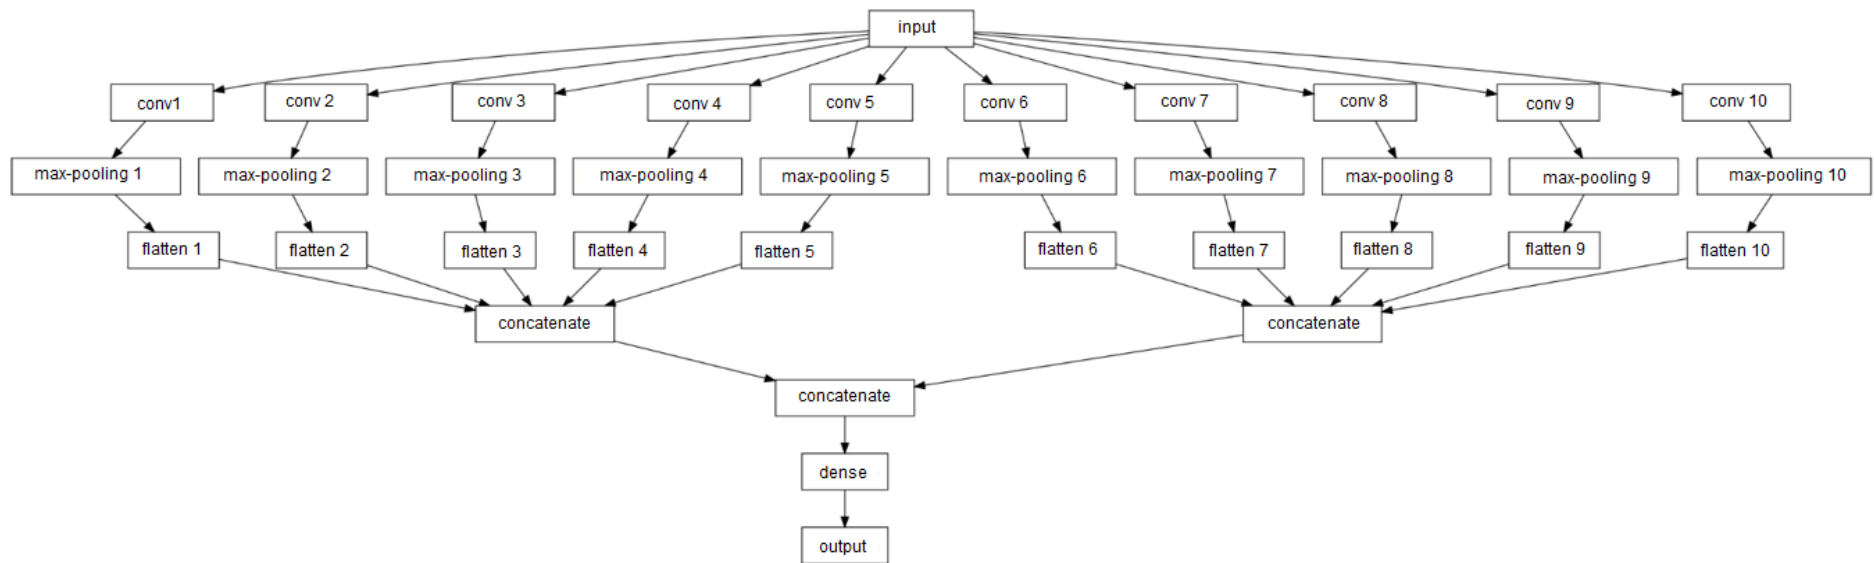 input
conv1
conv 2
conv 3
conv 4
conv 5
conv 6
conv 7
conv 8
conv 9
conv 10
max-pooling 1
max-pooling 2
max-pooling 3
max-pooling 4
max-pooling 5
max-pooling 6
max-pooling 7
max-pooling 8
max-pooling 9
max-pooling 10
flatten 1
flatten 2
flatten 3
flatten 4
flatten 5
flatten 6
flatten 7
flatten 8
flatten 9
flatten 10
concatenate
concatenate
concatenate
dense
output